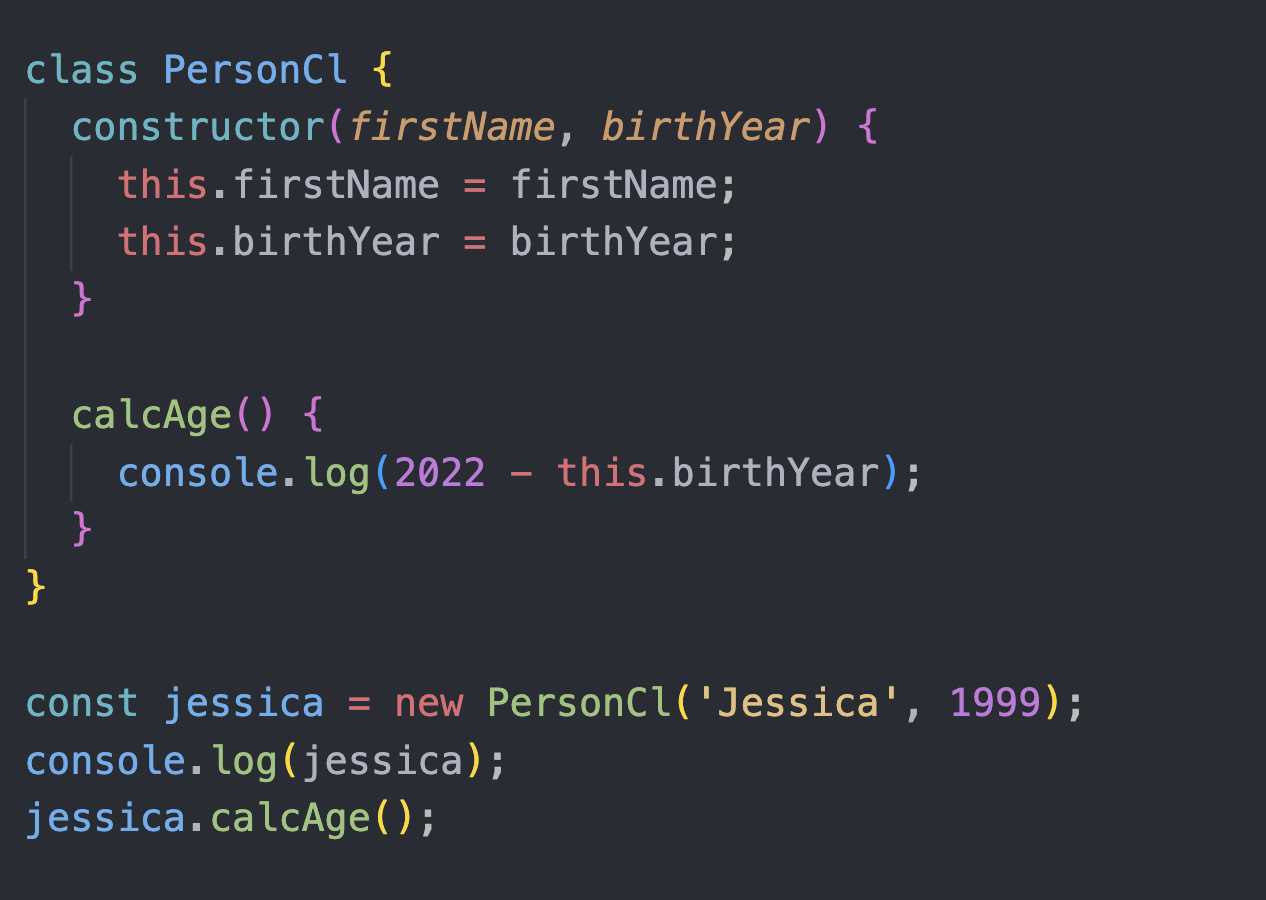 class PersonCl {
  constructor(firstName, birthYear) {
    this.firstName = firstName;
    this.birthYear = birthYear;
  }

  calcAge() {
    console.log(2022 - this.birthYear);
  }
}

const jessica = new PersonCl('Jessica', 1999);
console.log(jessica);
jessica.calcAge();